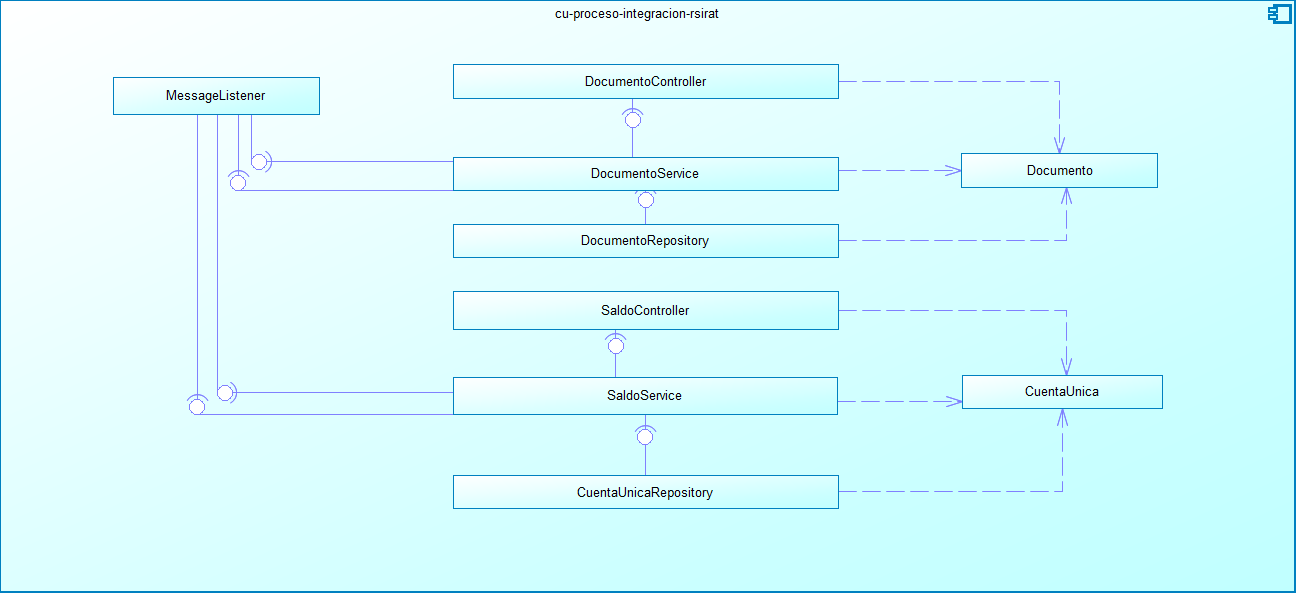 cu-proceso-integracion-rsirat
MessageListener
DocumentoController
DocumentoService
Documento
DocumentoRepository
SaldoController
SaldoService
CuentaUnica
CuentaUnicaRepository